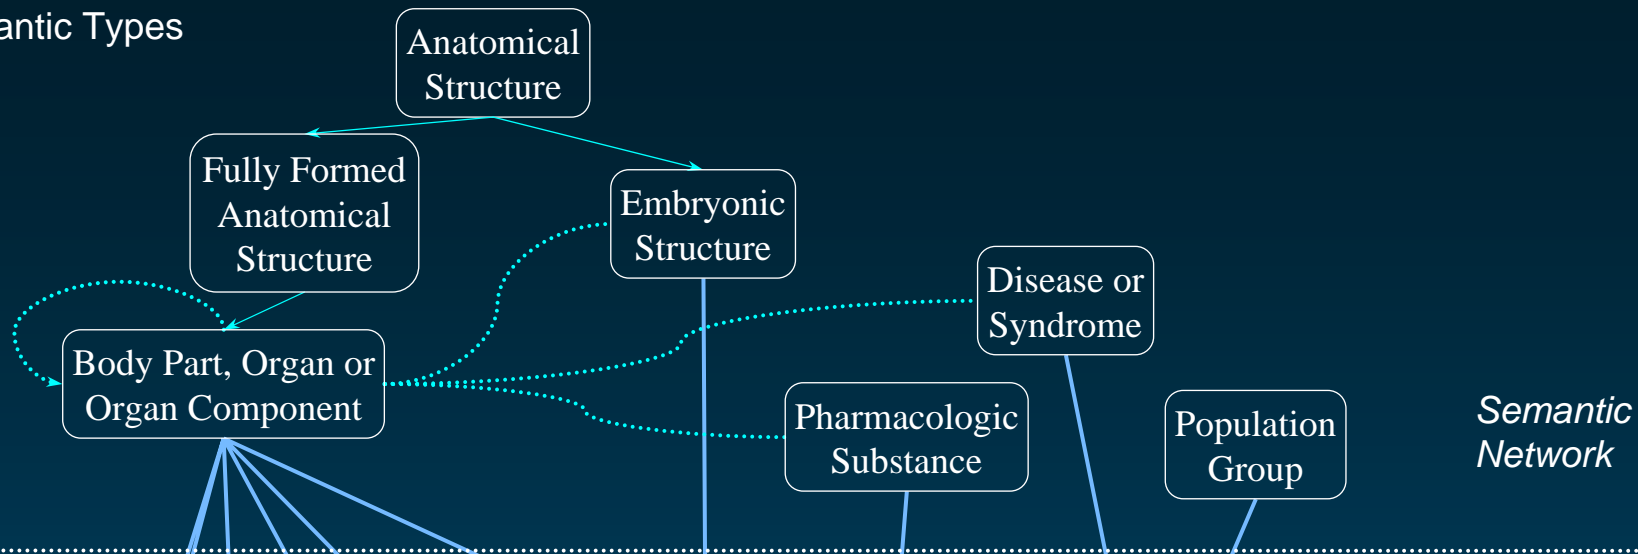 antic Types
Anatomical
Structure
Fully Formed
Anatomical
Structure
Embryonic
Structure
Disease or
Syndrome
Body Part, Organ or
Organ Component
Pharmacologic
Substance
Population
Group
Semantic
Network